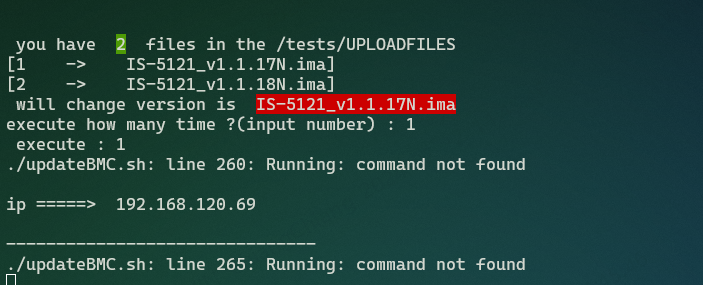 you have  2  files in the /tests/UPLOADFILES
[1    ->    IS-5121_v1.1.17N.ima]
[2    ->    IS-5121_v1.1.18N.ima]
will change version is  IS-5121_v1.1.17N.ima
execute how many time ?(input number) : 1
execute : 1
./updateBMC.sh: line 260: Running: command not found
ip =====>  192.168.120.69
-------------------------------
./updateBMC.sh: line 265: Running: command not found